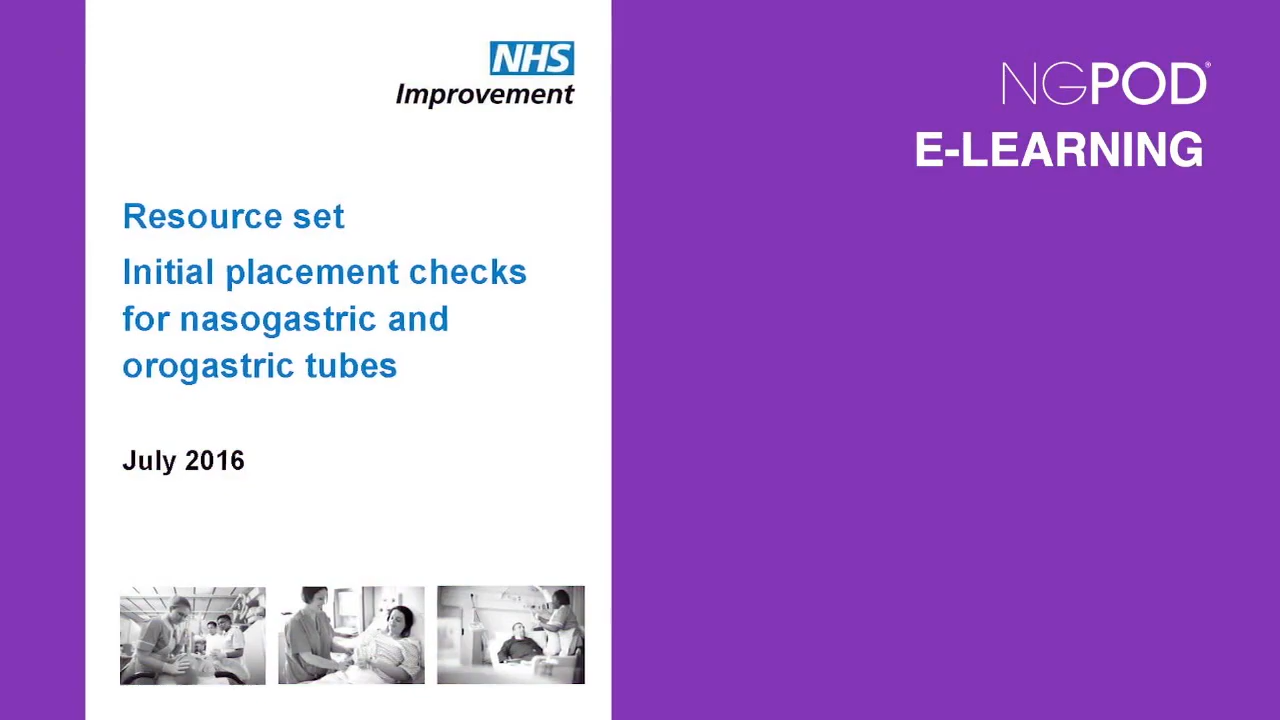 NHS
Improvement
Resource set
Initial placement checks
for nasogastric and
orogastric tubes
July 2016
NGPOD®
E-LEARNING